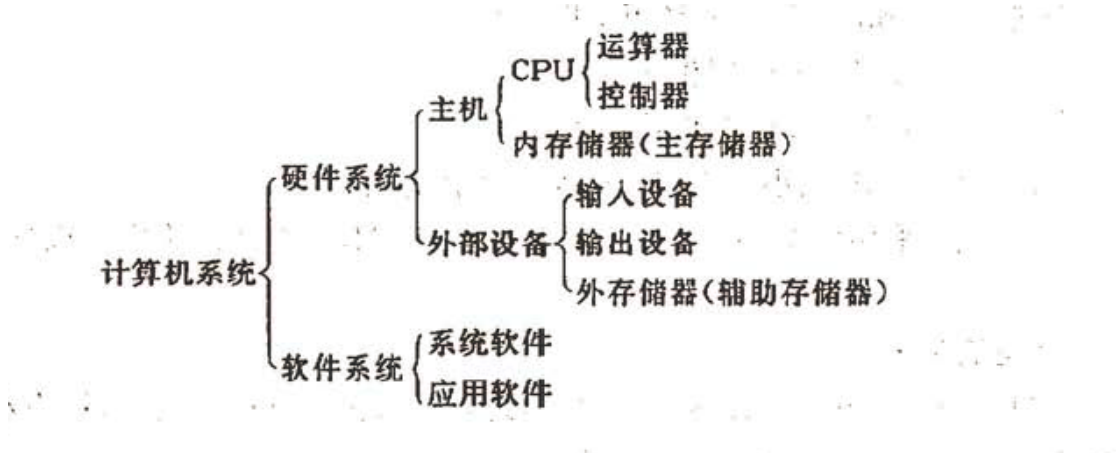 运算器
CPU
控制器
主机
内存储器(主存储器)
硬件系统
输入设备
外部设备
输出设备
计算机系统
外存储器(辅助存储器)
系统软件
软件系统
应用软件